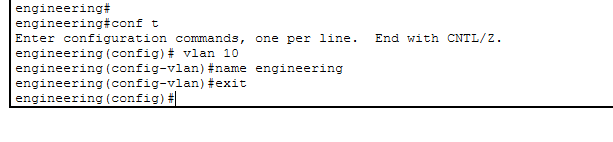 engineering#
engineering#conf t
Enter configuration commands, one per line.  End with CNTL/Z.
engineering(config)# vlan 10
engineering(config-vlan)#name engineering
engineering(config-vlan)#exit
engineering(config)#